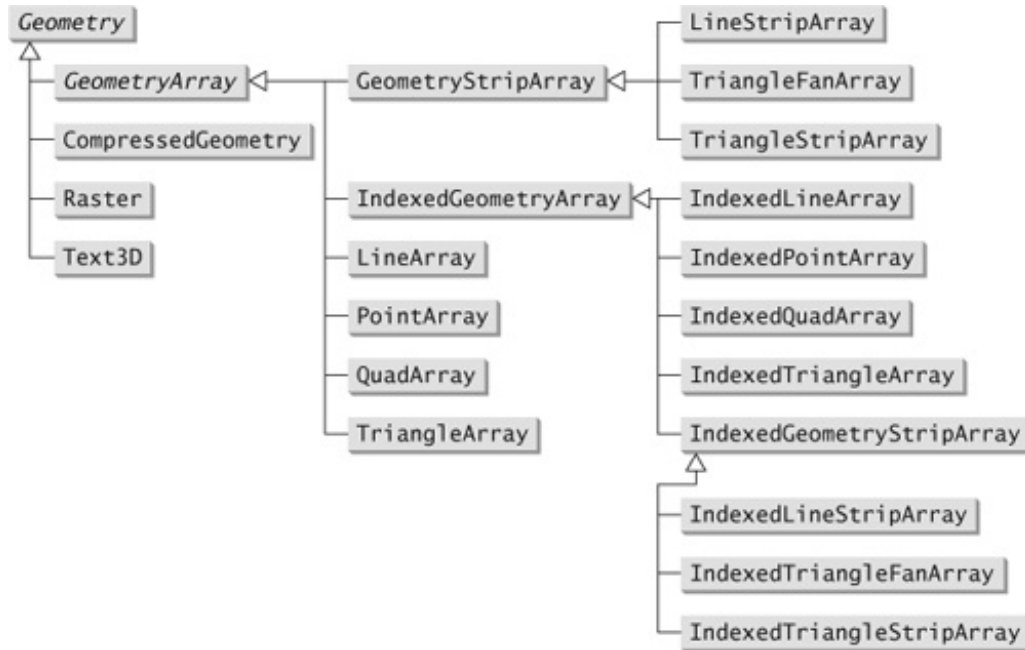 Geometry
GeometryArray
CompressedGeometry
Raster
Text3D
GeometryStripArray
IndexedGeometryArray
LineArray
PointArray
QuadArray
TriangleArray
LineStripArray
TriangleFanArray
TriangleStripArray
IndexedLineArray
IndexedPointArray
IndexedQuadArray
IndexedTriangleArray
IndexedGeometryStripArray
IndexedLineStripArray
IndexedTriangleFanArray
IndexedTriangleStripArray